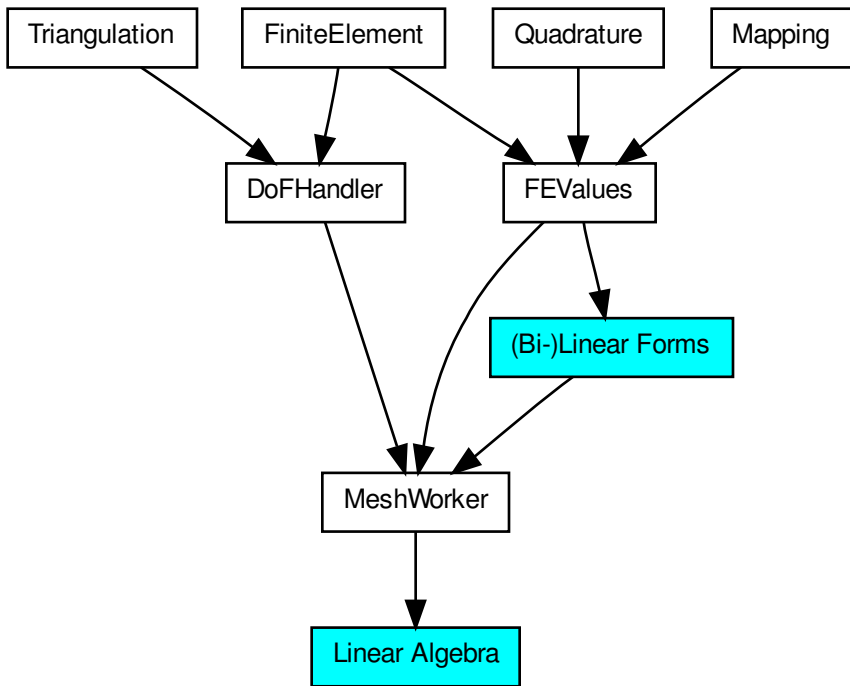 Triangulation
FiniteElement
Quadrature
Mapping
DoFHandler
FEValues
(Bi-)Linear Forms
MeshWorker
Linear Algebra